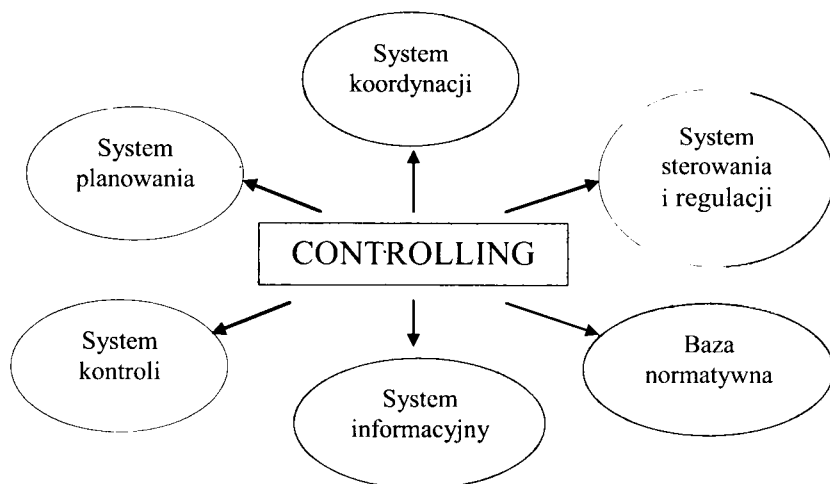 System
koordynacji
System
planowania
System
sterowania
i regulacji
CONTROLLING
System
kontroli
System
informacyjny
Baza
normatywna